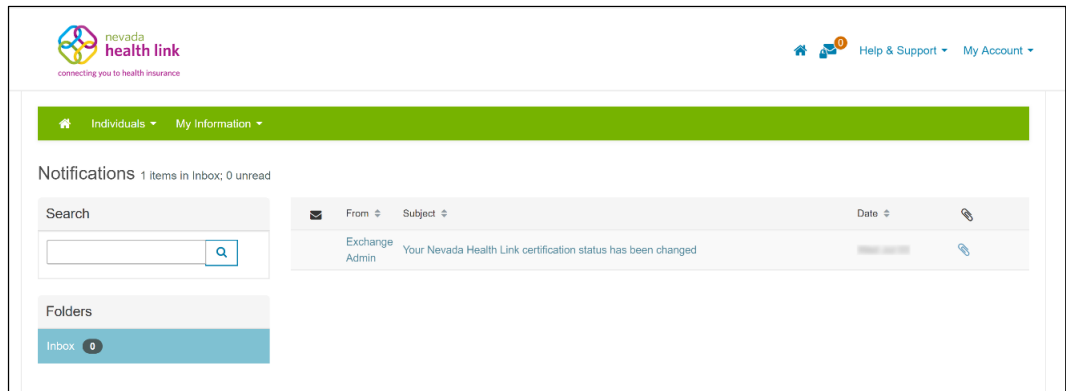 nevada
health link
connecting you to health insurance
0
Help & Support
My Account
Individuals
My Information
Notifications 1 items in Inbox; 0 unread
Search
From
Subject
Date
Exchange
Admin
Your Nevada Health Link certification status has been changed
Folders
Inbox 0